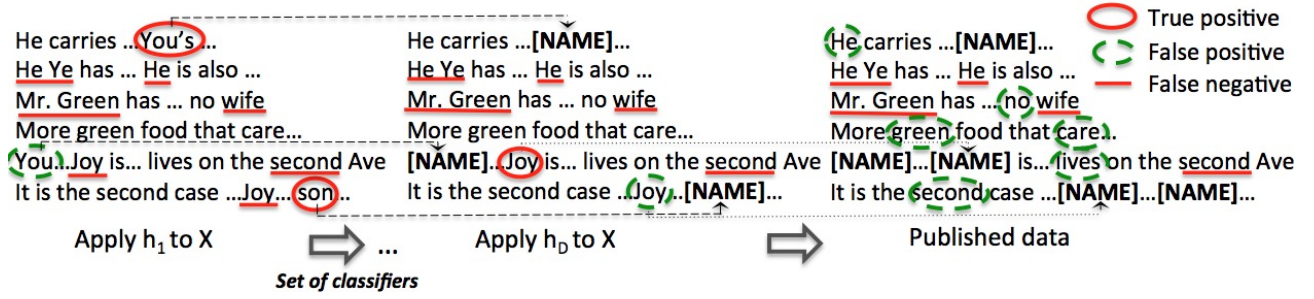 He carries ...You's ...
He Ye has ... He is also ...
Mr. Green has ... no wife
More green food that care...
You...Joy is... lives on the second Ave
It is the second case ...Joy...son...
Apply h1 to X
...
Set of classifiers
He carries ...[NAME]...
He Ye has ... He is also ...
Mr. Green has ... no wife
More green food that care...
[NAME]...Joy is... lives on the second Ave
It is the second case ...Joy...[NAME]...
Apply hD to X
He carries ...[NAME]...
He Ye has ... He is also ...
Mr. Green has ... no wife
More green food that care...
[NAME]...[NAME] is...lives on the second Ave
It is the second case ...[NAME]...[NAME]...
Published data
True positive
False positive
False negative